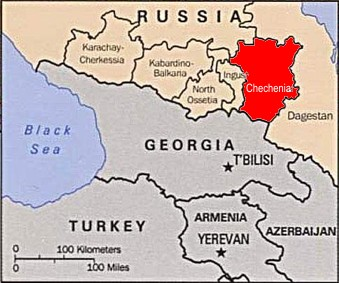 RUSSIA
Karachay-
Cherkessia
Kabardino-
Balkaria
Ingus
Chechenia
North
Ossetia
Dagestan
Black
Sea
GEORGIA
T'BILISI
TURKEY
ARMENIA
YEREVAN
AZERBAIJAN
0 100 Kilometers
0 100 Miles